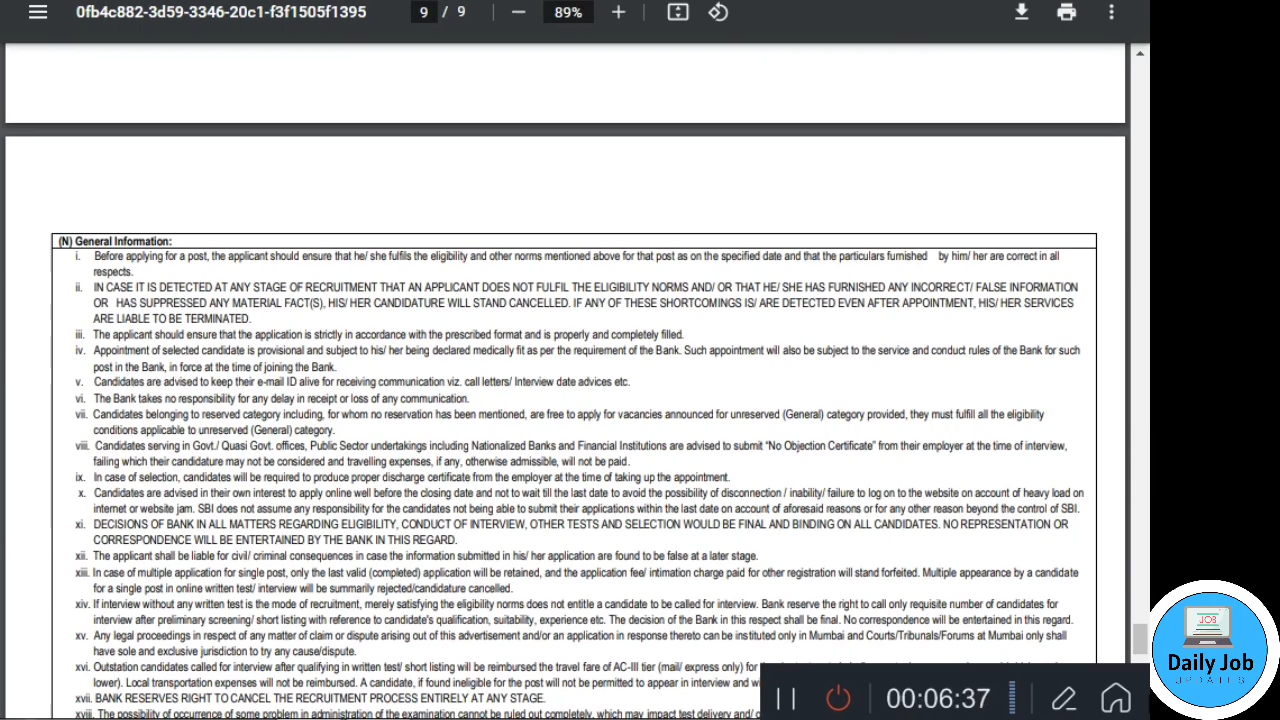 0fb4c882-3d59-3346-20c1-f3f1505f1395
9 / 9
89%
(N) General Information:
i. Before applying for a post, the applicant should ensure that he/ she fulfils the eligibility and other norms mentioned above for that post as on the specified date and that the particulars furnished by him/ her are correct in all
respects.
ii. IN CASE IT IS DETECTED AT ANY STAGE OF RECRUITMENT THAT AN APPLICANT DOES NOT FULFIL THE ELIGIBILITY NORMS AND/ OR THAT HE/ SHE HAS FURNISHED ANY INCORRECT/ FALSE INFORMATION
OR HAS SUPPRESSED ANY MATERIAL FACT(S), HIS/ HER CANDIDATURE WILL STAND CANCELLED. IF ANY OF THESE SHORTCOMINGS IS/ ARE DETECTED EVEN AFTER APPOINTMENT, HIS/ HER SERVICES
ARE LIABLE TO BE TERMINATED.
iii. The applicant should ensure that the application is strictly in accordance with the prescribed format and is properly and completely filled.
iv. Appointment of selected candidate is provisional and subject to his/ her being declared medically fit as per the requirement of the Bank. Such appointment will also be subject to the service and conduct rules of the Bank for such
post in the Bank, in force at the time of joining the Bank.
v. Candidates are advised to keep their e-mail ID alive for receiving communication viz. call letters/ Interview date advices etc.
vi. The Bank takes no responsibility for any delay in receipt or loss of any communication.
vii. Candidates belonging to reserved category including, for whom no reservation has been mentioned, are free to apply for vacancies announced for unreserved (General) category provided, they must fulfill all the eligibility
conditions applicable to unreserved (General) category.
viii. Candidates serving in Govt./ Quasi Govt. offices, Public Sector undertakings including Nationalized Banks and Financial Institutions are advised to submit “No Objection Certificate” from their employer at the time of interview,
failing which their candidature may not be considered and travelling expenses, if any, otherwise admissible, will not be paid.
ix. In case of selection, candidates will be required to produce proper discharge certificate from the employer at the time of taking up the appointment.
x. Candidates are advised in their own interest to apply online well before the closing date and not to wait till the last date to avoid the possibility of disconnection / inability/ failure to log on to the website on account of heavy load on
internet or website jam. SBI does not assume any responsibility for the candidates not being able to submit their applications within the last date on account of aforesaid reasons or for any other reason beyond the control of SBI.
xi. DECISIONS OF BANK IN ALL MATTERS REGARDING ELIGIBILITY, CONDUCT OF INTERVIEW, OTHER TESTS AND SELECTION WOULD BE FINAL AND BINDING ON ALL CANDIDATES. NO REPRESENTATION OR
CORRESPONDENCE WILL BE ENTERTAINED BY THE BANK IN THIS REGARD.
xii. The applicant shall be liable for civil/ criminal consequences in case the information submitted in his/ her application are found to be false at a later stage.
xiii. In case of multiple application for single post, only the last valid (completed) application will be retained, and the application fee/ intimation charge paid for other registration will stand forfeited. Multiple appearance by a candidate
for a single post in online written test/ interview will be summarily rejected/candidature cancelled.
xiv. If interview without any written test is the mode of recruitment, merely satisfying the eligibility norms does not entitle a candidate to be called for interview. Bank reserve the right to call only requisite number of candidates for
interview after preliminary screening/ short listing with reference to candidate's qualification, suitability, experience etc. The decision of the Bank in this respect shall be final. No correspondence will be entertained in this regard.
xv. Any legal proceedings in respect of any matter of claim or dispute arising out of this advertisement and/or an application in response thereto can be instituted only in Mumbai and Courts/Tribunals/Forums at Mumbai only shall
have sole and exclusive jurisdiction to try any cause/dispute.
xvi. Outstation candidates called for interview after qualifying in written test/ short listing will be reimbursed the travel fare of AC-III tier (mail/ express only) for
lower). Local transportation expenses will not be reimbursed. A candidate, if found ineligible for the post will not be permitted to appear in interview and
xvii. BANK RESERVES RIGHT TO CANCEL THE RECRUITMENT PROCESS ENTIRELY AT ANY STAGE.
xviii. The possibility of occurrence of some problem in administration of the examination cannot be ruled out completely, which may impact test delivery and/
00:06:37
JOB
Daily Job
UPDATES